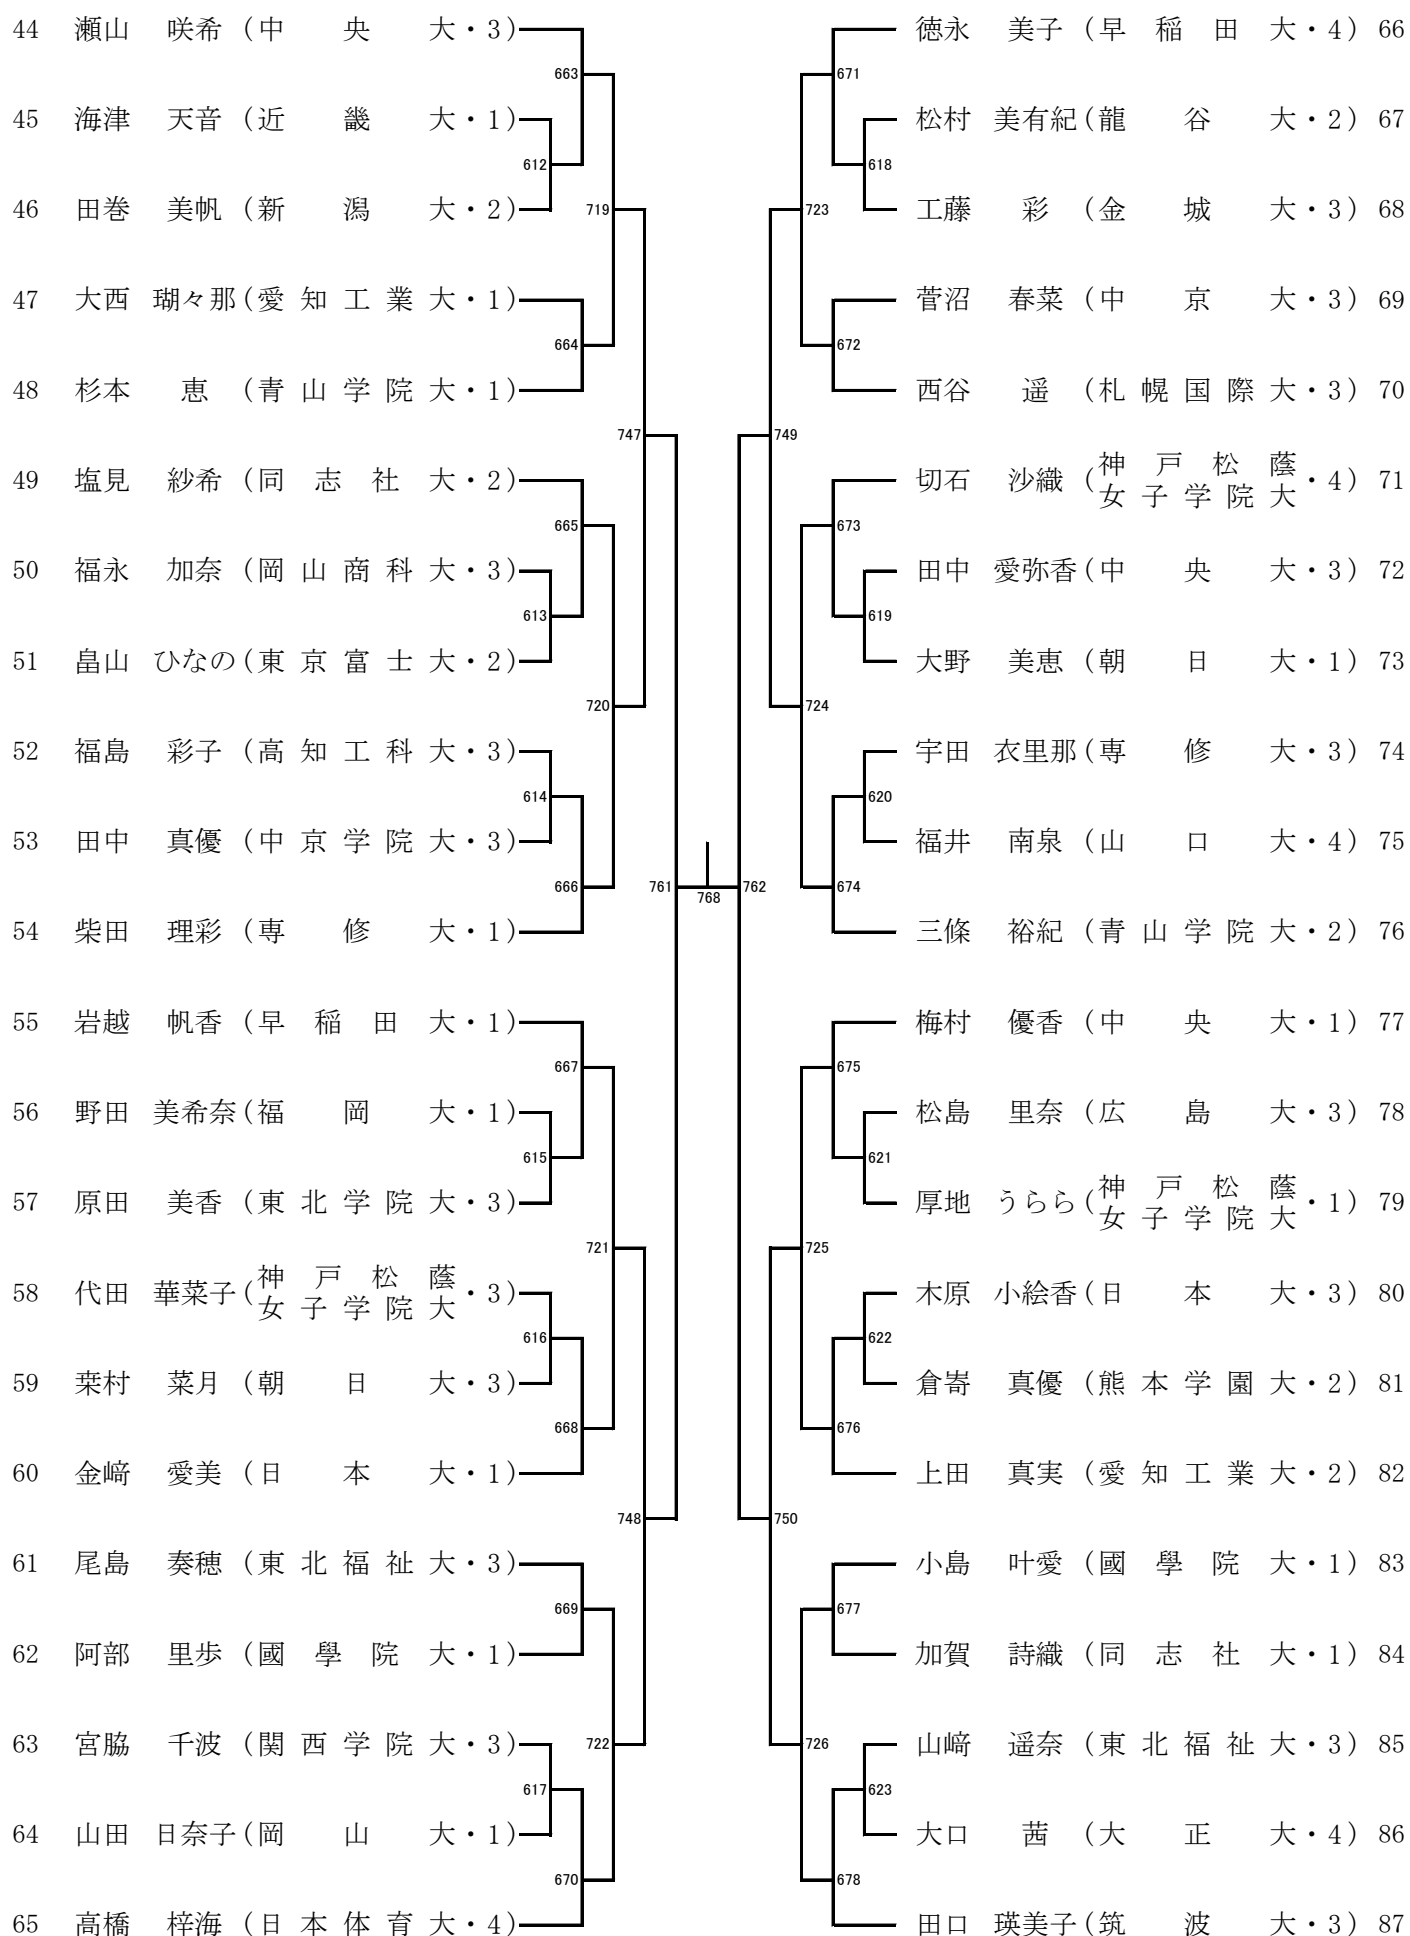 44 瀬山 咲希 (中央大・3)
663
45 海津 天音 (近畿大・1)
612
46 田巻 美帆 (新潟大・2)
719
47 大西 瑚々那 (愛知工業大・1)
664
48 杉本 恵 (青山学院大・1)
747
49 塩見 紗希 (同志社大・2)
665
50 福永 加奈 (岡山商科大・3)
613
51 畠山 ひなの (東京富士大・2)
720
52 福島 彩子 (高知工科大・3)
614
53 田中 真優 (中京学院大・3)
666
761
54 柴田 理彩 (専修大・1)
55 岩越 帆香 (早稲田大・1)
667
56 野田 美希奈 (福岡大・1)
615
57 原田 美香 (東北学院大・3)
721
58 代田 華菜子 (神戸松蔭女子学院大・3)
616
59 桒村 菜月 (朝日大・3)
668
60 金﨑 愛美 (日本大・1)
748
61 尾島 奏穂 (東北福祉大・3)
669
62 阿部 里歩 (國學院大・1)
63 宮脇 千波 (関西学院大・3)
722
617
64 山田 日奈子 (岡山大・1)
670
65 高橋 梓海 (日本体育大・4)
768
徳永 美子 (早稲田大・4) 66
671
松村 美有紀 (龍谷大・2) 67
618
工藤 彩 (金城大・3) 68
723
菅沼 春菜 (中京大・3) 69
672
西谷 遥 (札幌国際大・3) 70
749
切石 沙織 (神戸松蔭女子学院大・4) 71
673
田中 愛弥香 (中央大・3) 72
619
大野 美恵 (朝日大・1) 73
724
宇田 衣里那 (専修大・3) 74
620
福井 南泉 (山口大・4) 75
762
674
三條 裕紀 (青山学院大・2) 76
梅村 優香 (中央大・1) 77
675
松島 里奈 (広島大・3) 78
621
厚地 うらら (神戸松蔭女子学院大・1) 79
725
木原 小絵香 (日本大・3) 80
622
倉嵜 真優 (熊本学園大・2) 81
676
上田 真実 (愛知工業大・2) 82
750
小島 叶愛 (國學院大・1) 83
677
加賀 詩織 (同志社大・1) 84
726
山﨑 遥奈 (東北福祉大・3) 85
623
大口 茜 (大正大・4) 86
678
田口 瑛美子 (筑波大・3) 87